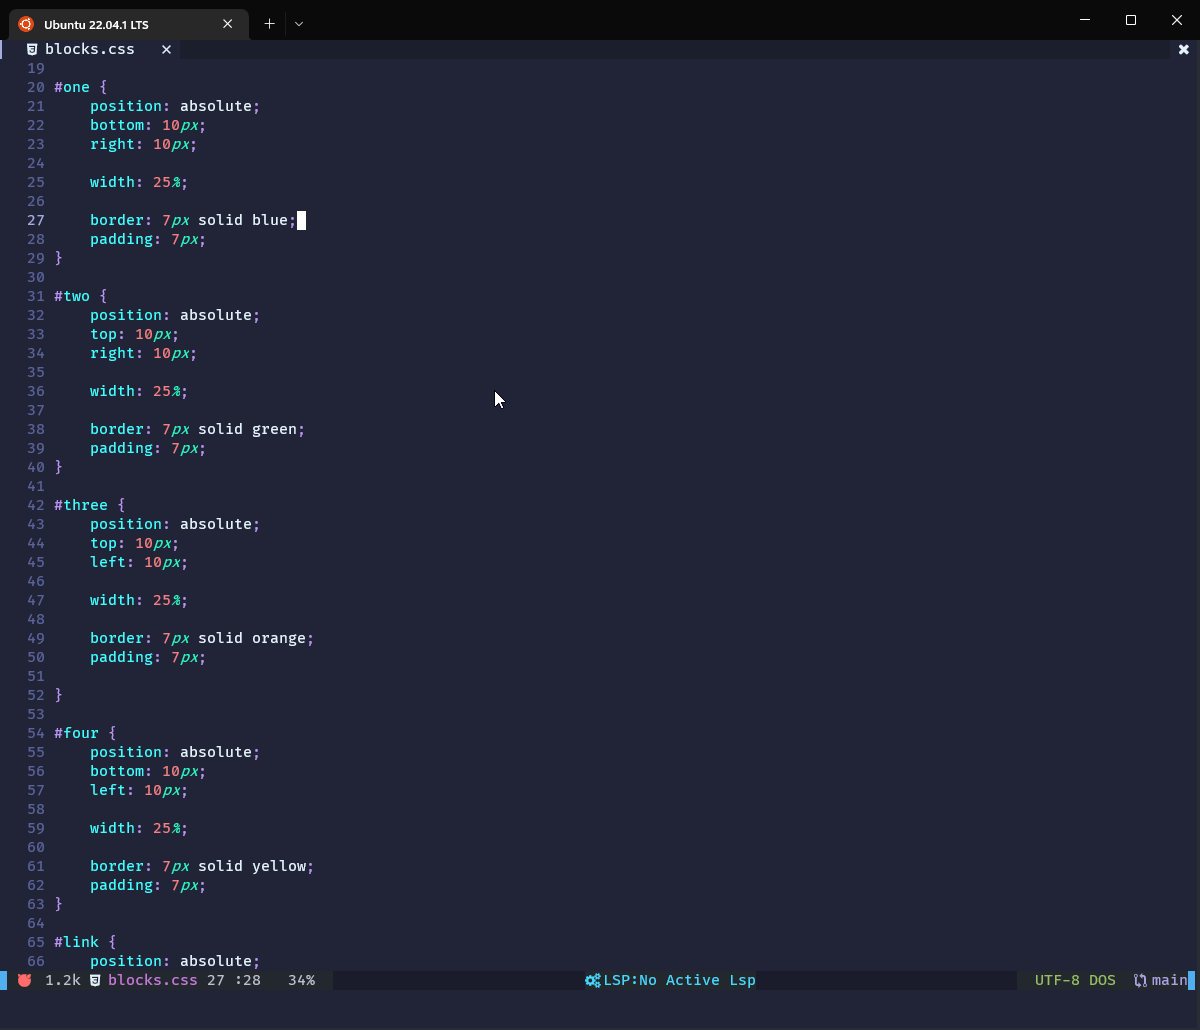 Ubuntu 22.04.1 LTS
blocks.css
19
20 #one {
21     position: absolute;
22     bottom: 10px;
23     right: 10px;
24
25     width: 25%;
26
27     border: 7px solid blue;
28     padding: 7px;
29 }
30
31 #two {
32     position: absolute;
33     top: 10px;
34     right: 10px;
35
36     width: 25%;
37
38     border: 7px solid green;
39     padding: 7px;
40 }
41
42 #three {
43     position: absolute;
44     top: 10px;
45     left: 10px;
46
47     width: 25%;
48
49     border: 7px solid orange;
50     padding: 7px;
51
52 }
53
54 #four {
55     position: absolute;
56     bottom: 10px;
57     left: 10px;
58
59     width: 25%;
60
61     border: 7px solid yellow;
62     padding: 7px;
63 }
64
65 #link {
66     position: absolute;
1.2k blocks.css 27 :28 34% LSP:No Active Lsp UTF-8 DOS main